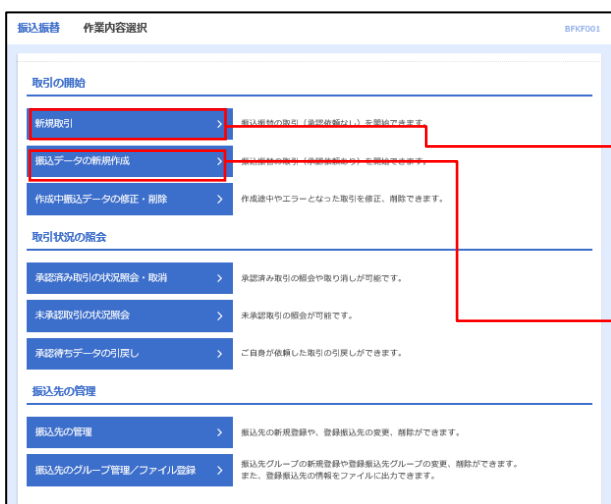 振込振替 作業内容選択 BFKF001
取引の開始
新規取引 > 振込振替の取引（承認依頼なし）を開始できます。
振込データの新規作成 > 振込振替の取引（承認依頼あり）を開始できます。
作成中振込データの修正・削除 > 作成途中やエラーとなった取引を修正、削除できます。
取引状況の照会
承認済み取引の状況照会・取消 > 承認済み取引の照会や取り消しが可能です。
未承認取引の状況照会 > 未承認取引の照会が可能です。
承認待ちデータの引戻し > ご自身が依頼した取引の引戻しができます。
振込先の管理
振込先の管理 > 振込先の新規登録や、登録振込先の変更、削除ができます。
振込先のグループ管理／ファイル登録 > 振込先グループの新規登録や登録振込先グループの変更、削除ができます。
また、登録振込先の情報をファイルに出力できます。